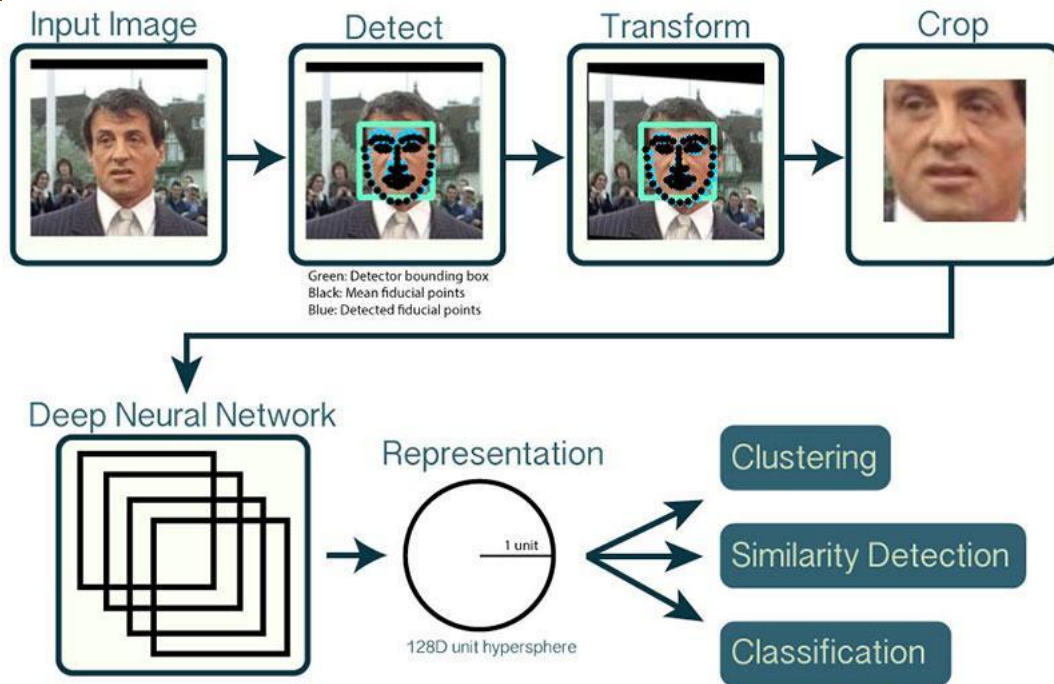 Input Image
Detect
Transform
Crop
Green: Detector bounding box
Black: Mean fiducial points
Blue: Detected fiducial points
Deep Neural Network
Representation
1 unit
128D unit hypersphere
Clustering
Similarity Detection
Classification